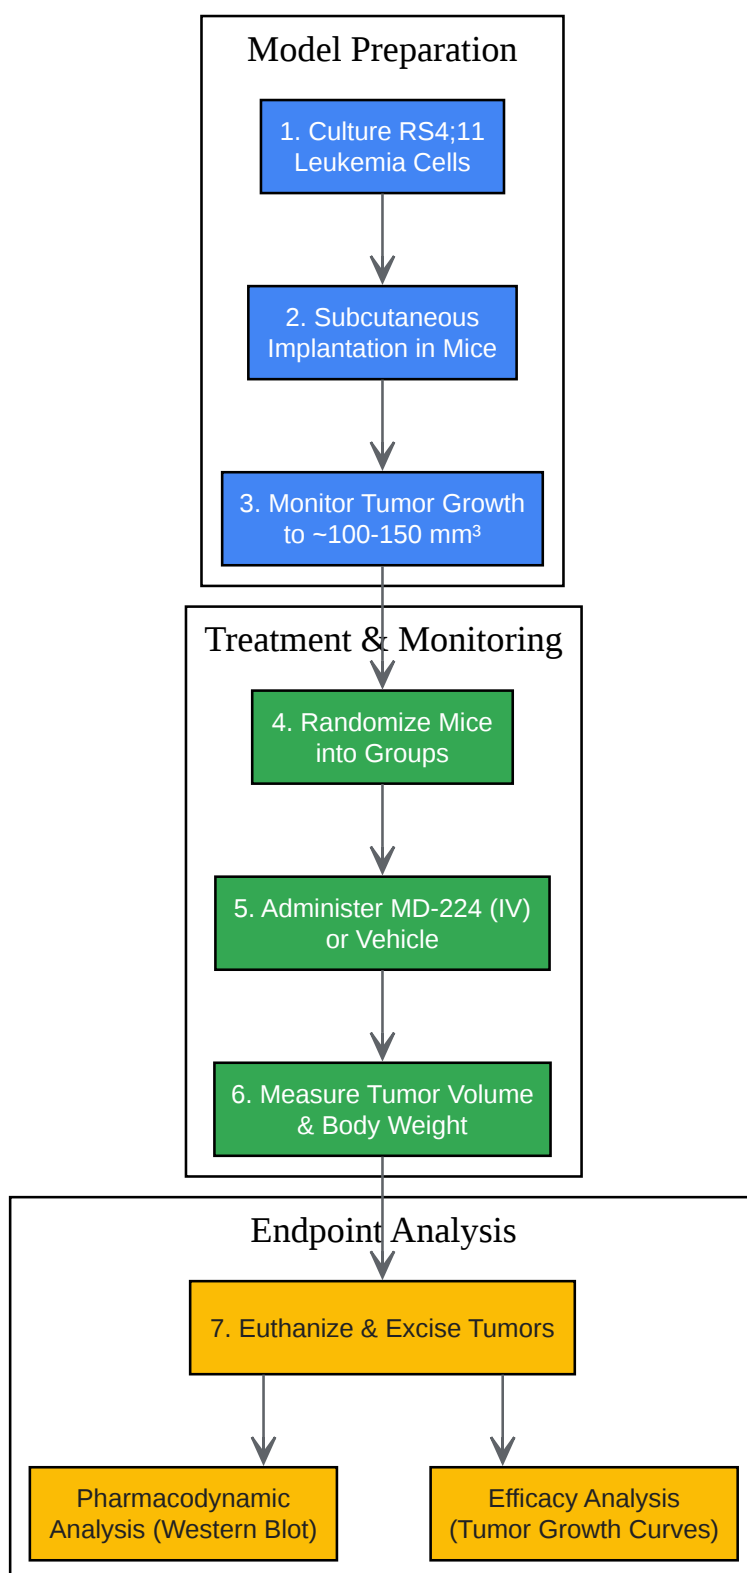 Model Preparation
1. Culture RS4;11
Leukemia Cells
2. Subcutaneous
Implantation in Mice
3. Monitor Tumor Growth
to ~100-150 mm³
Treatment & Monitoring
4. Randomize Mice
into Groups
5. Administer MD-224 (IV)
or Vehicle
6. Measure Tumor Volume
& Body Weight
Endpoint Analysis
7. Euthanize & Excise Tumors
Pharmacodynamic
Analysis (Western Blot)
Efficacy Analysis
(Tumor Growth Curves)